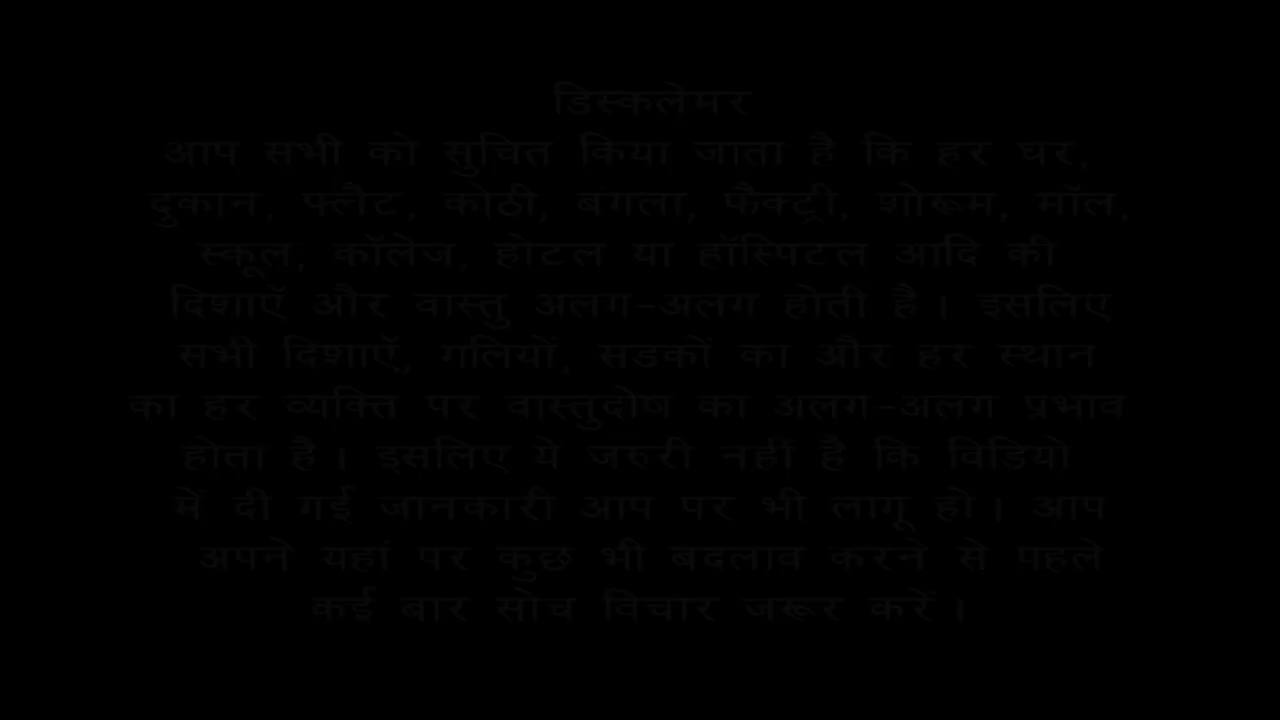 डिस्कलेमर
आप सभी को सुचित किया जाता है कि हर घर,
दुकान, फ्लैट, कोठी, बंगला, फैक्ट्री, शोरूम, मॉल,
स्कूल, कॉलेज, होटल या हॉस्पिटल आदि की
दिशाएँ और वास्तु अलग-अलग होती है। इसलिए
सभी दिशाएँ, गलियों, सडकों का और हर स्थान
का हर व्यक्ति पर वास्तुदोष का अलग-अलग प्रभाव
होता है। इसलिए ये जरुरी नहीं है कि विडियो
में दी गई जानकारी आप पर भी लागू हो। आप
अपने यहां पर कुछ भी बदलाव करने से पहले
कई बार सोच विचार जरूर करें।